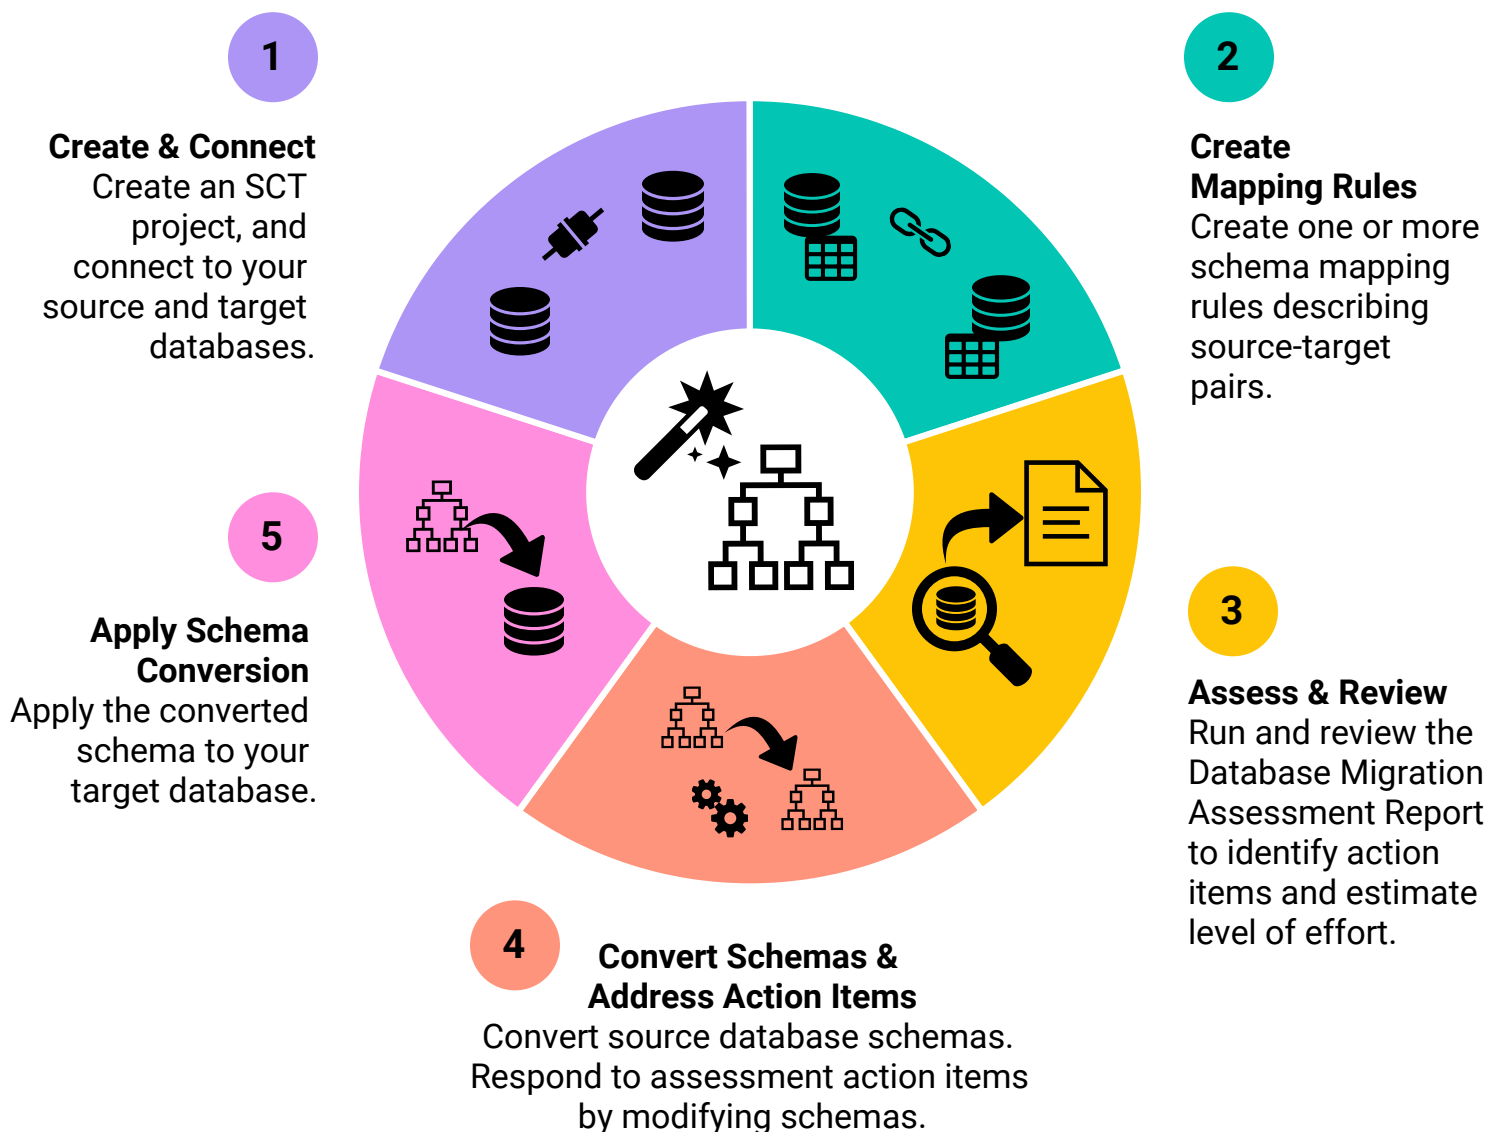 1
Create & Connect
Create an SCT
project, and
connect to your
source and target
databases.
2
Create
Mapping Rules
Create one or more
schema mapping
rules describing
source-target
pairs.
3
Assess & Review
Run and review the
Database Migration
Assessment Report
to identify action
items and estimate
level of effort.
4
Convert Schemas &
Address Action Items
Convert source database schemas.
Respond to assessment action items
by modifying schemas.
5
Apply Schema
Conversion
Apply the converted
schema to your
target database.